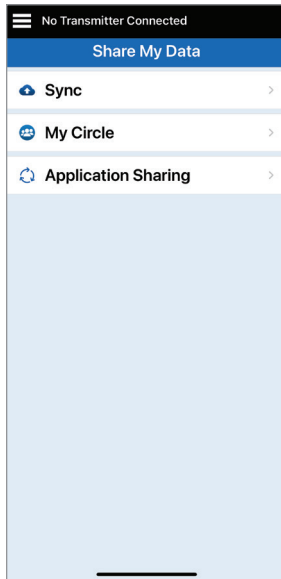 No Transmitter Connected
Share My Data
Sync
My Circle
Application Sharing